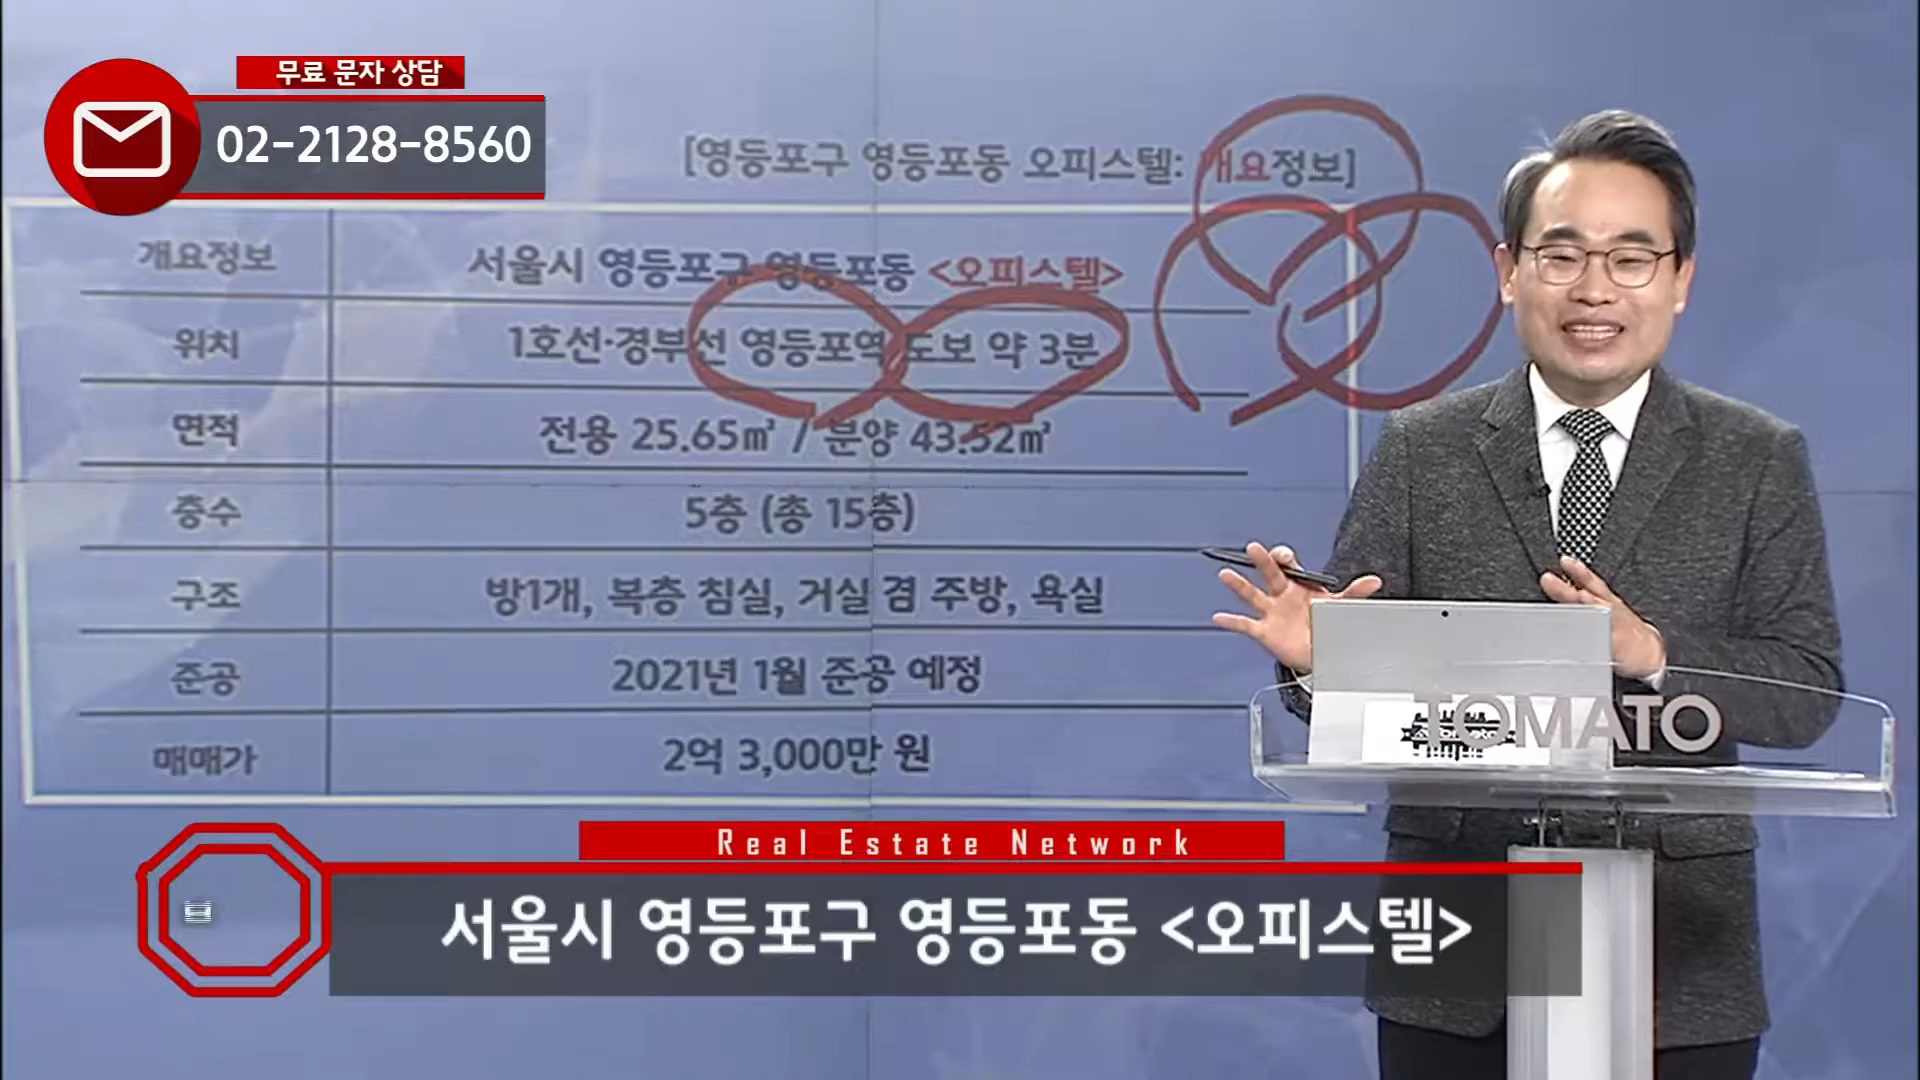 무료 문자 상담
02-2128-8560
[영등포구 영등포동 오피스텔: 개요정보]
개요정보 서울시 영등포구 영등포동 <오피스텔>
위치 1호선·경부선 영등포역 도보 약 3분
면적 전용 25.65㎡ / 분양 43.52㎡
층수 5층 (총 15층)
구조 방1개, 복층 침실, 거실 겸 주방, 욕실
준공 2021년 1월 준공 예정
매매가 2억 3,000만 원
TOMATO
Real Estate Network
서울시 영등포구 영등포동 <오피스텔>